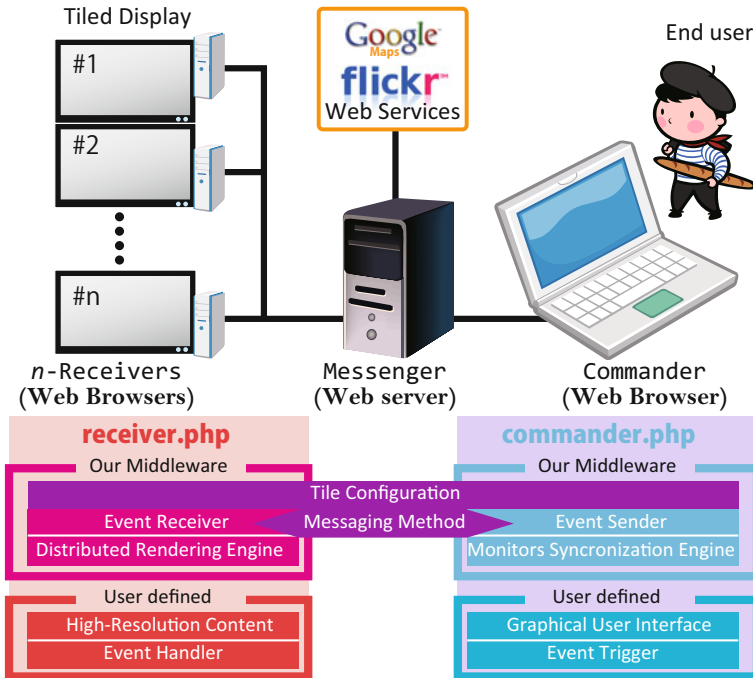 Tiled Display
#1
#2
#n
Google
Maps
flickr™
Web Services
End user
n-Receivers
(Web Browsers)
Messenger
(Web server)
Commander
(Web Browser)
receiver.php
commander.php
Our Middleware
Our Middleware
Tile Configuration
Event Receiver
Messaging Method
Event Sender
Distributed Rendering Engine
Monitors Syncronization Engine
User defined
User defined
High-Resolution Content
Graphical User Interface
Event Handler
Event Trigger